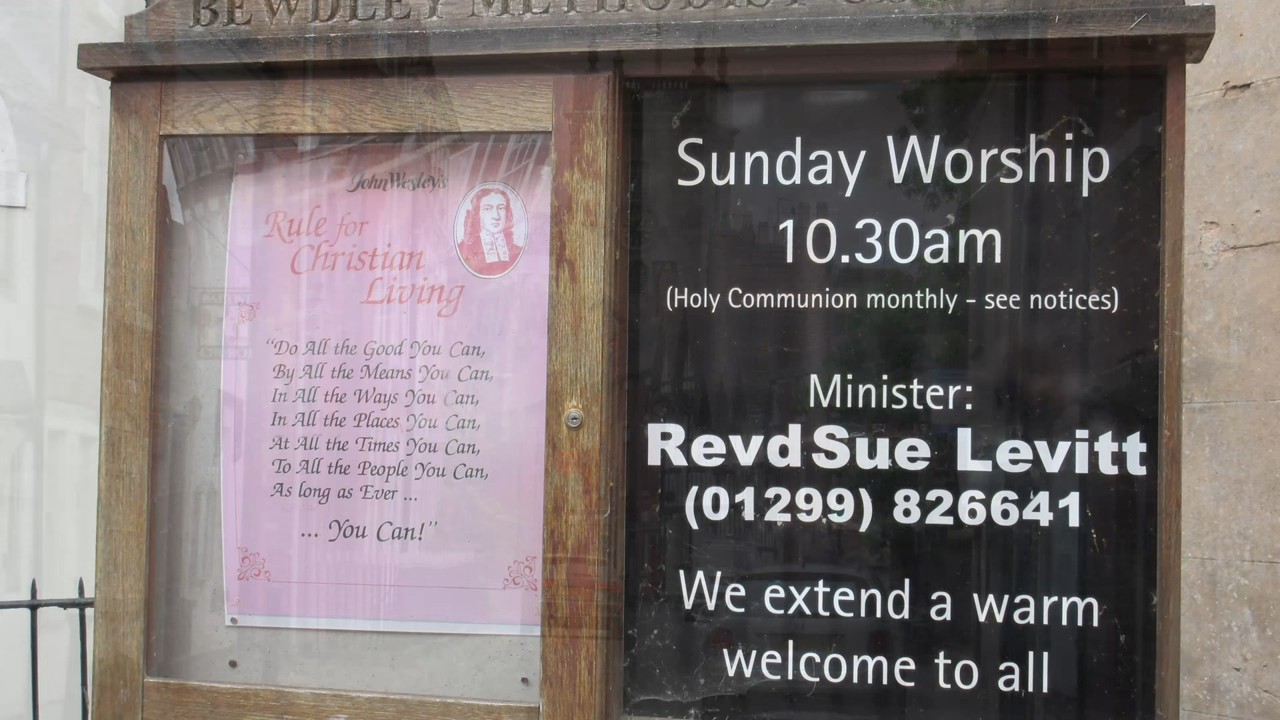 BEWDLEY METHODIST
John Wesley's
Rule for
Christian
Living
"Do All the Good You Can,
By All the Means You Can,
In All the Ways You Can,
In All the Places You Can,
At All the Times You Can,
To All the People You Can,
As long as Ever ...
... You Can!"
Sunday Worship
10.30am
(Holy Communion monthly - see notices)
Minister:
Revd Sue Levitt
(01299) 826641
We extend a warm
welcome to all